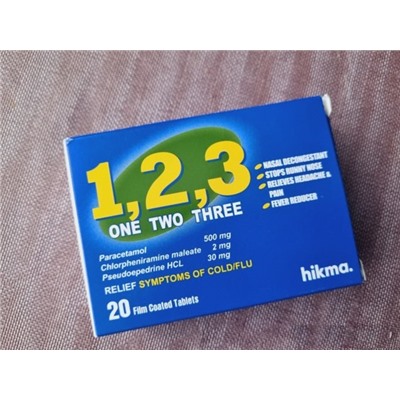 1,2,3
ONE TWO THREE
NASAL DECONGESTANT
STOPS RUNNY NOSE
RELIEVES HEADACHE &
PAIN
FEVER REDUCER
Paracetamol 500 mg
Chlorpheniramine maleate 2 mg
Pseudoepedrine HCL 30 mg
RELIEF SYMPTOMS OF COLD/FLU
20 Film Coated Tablets
hikma.